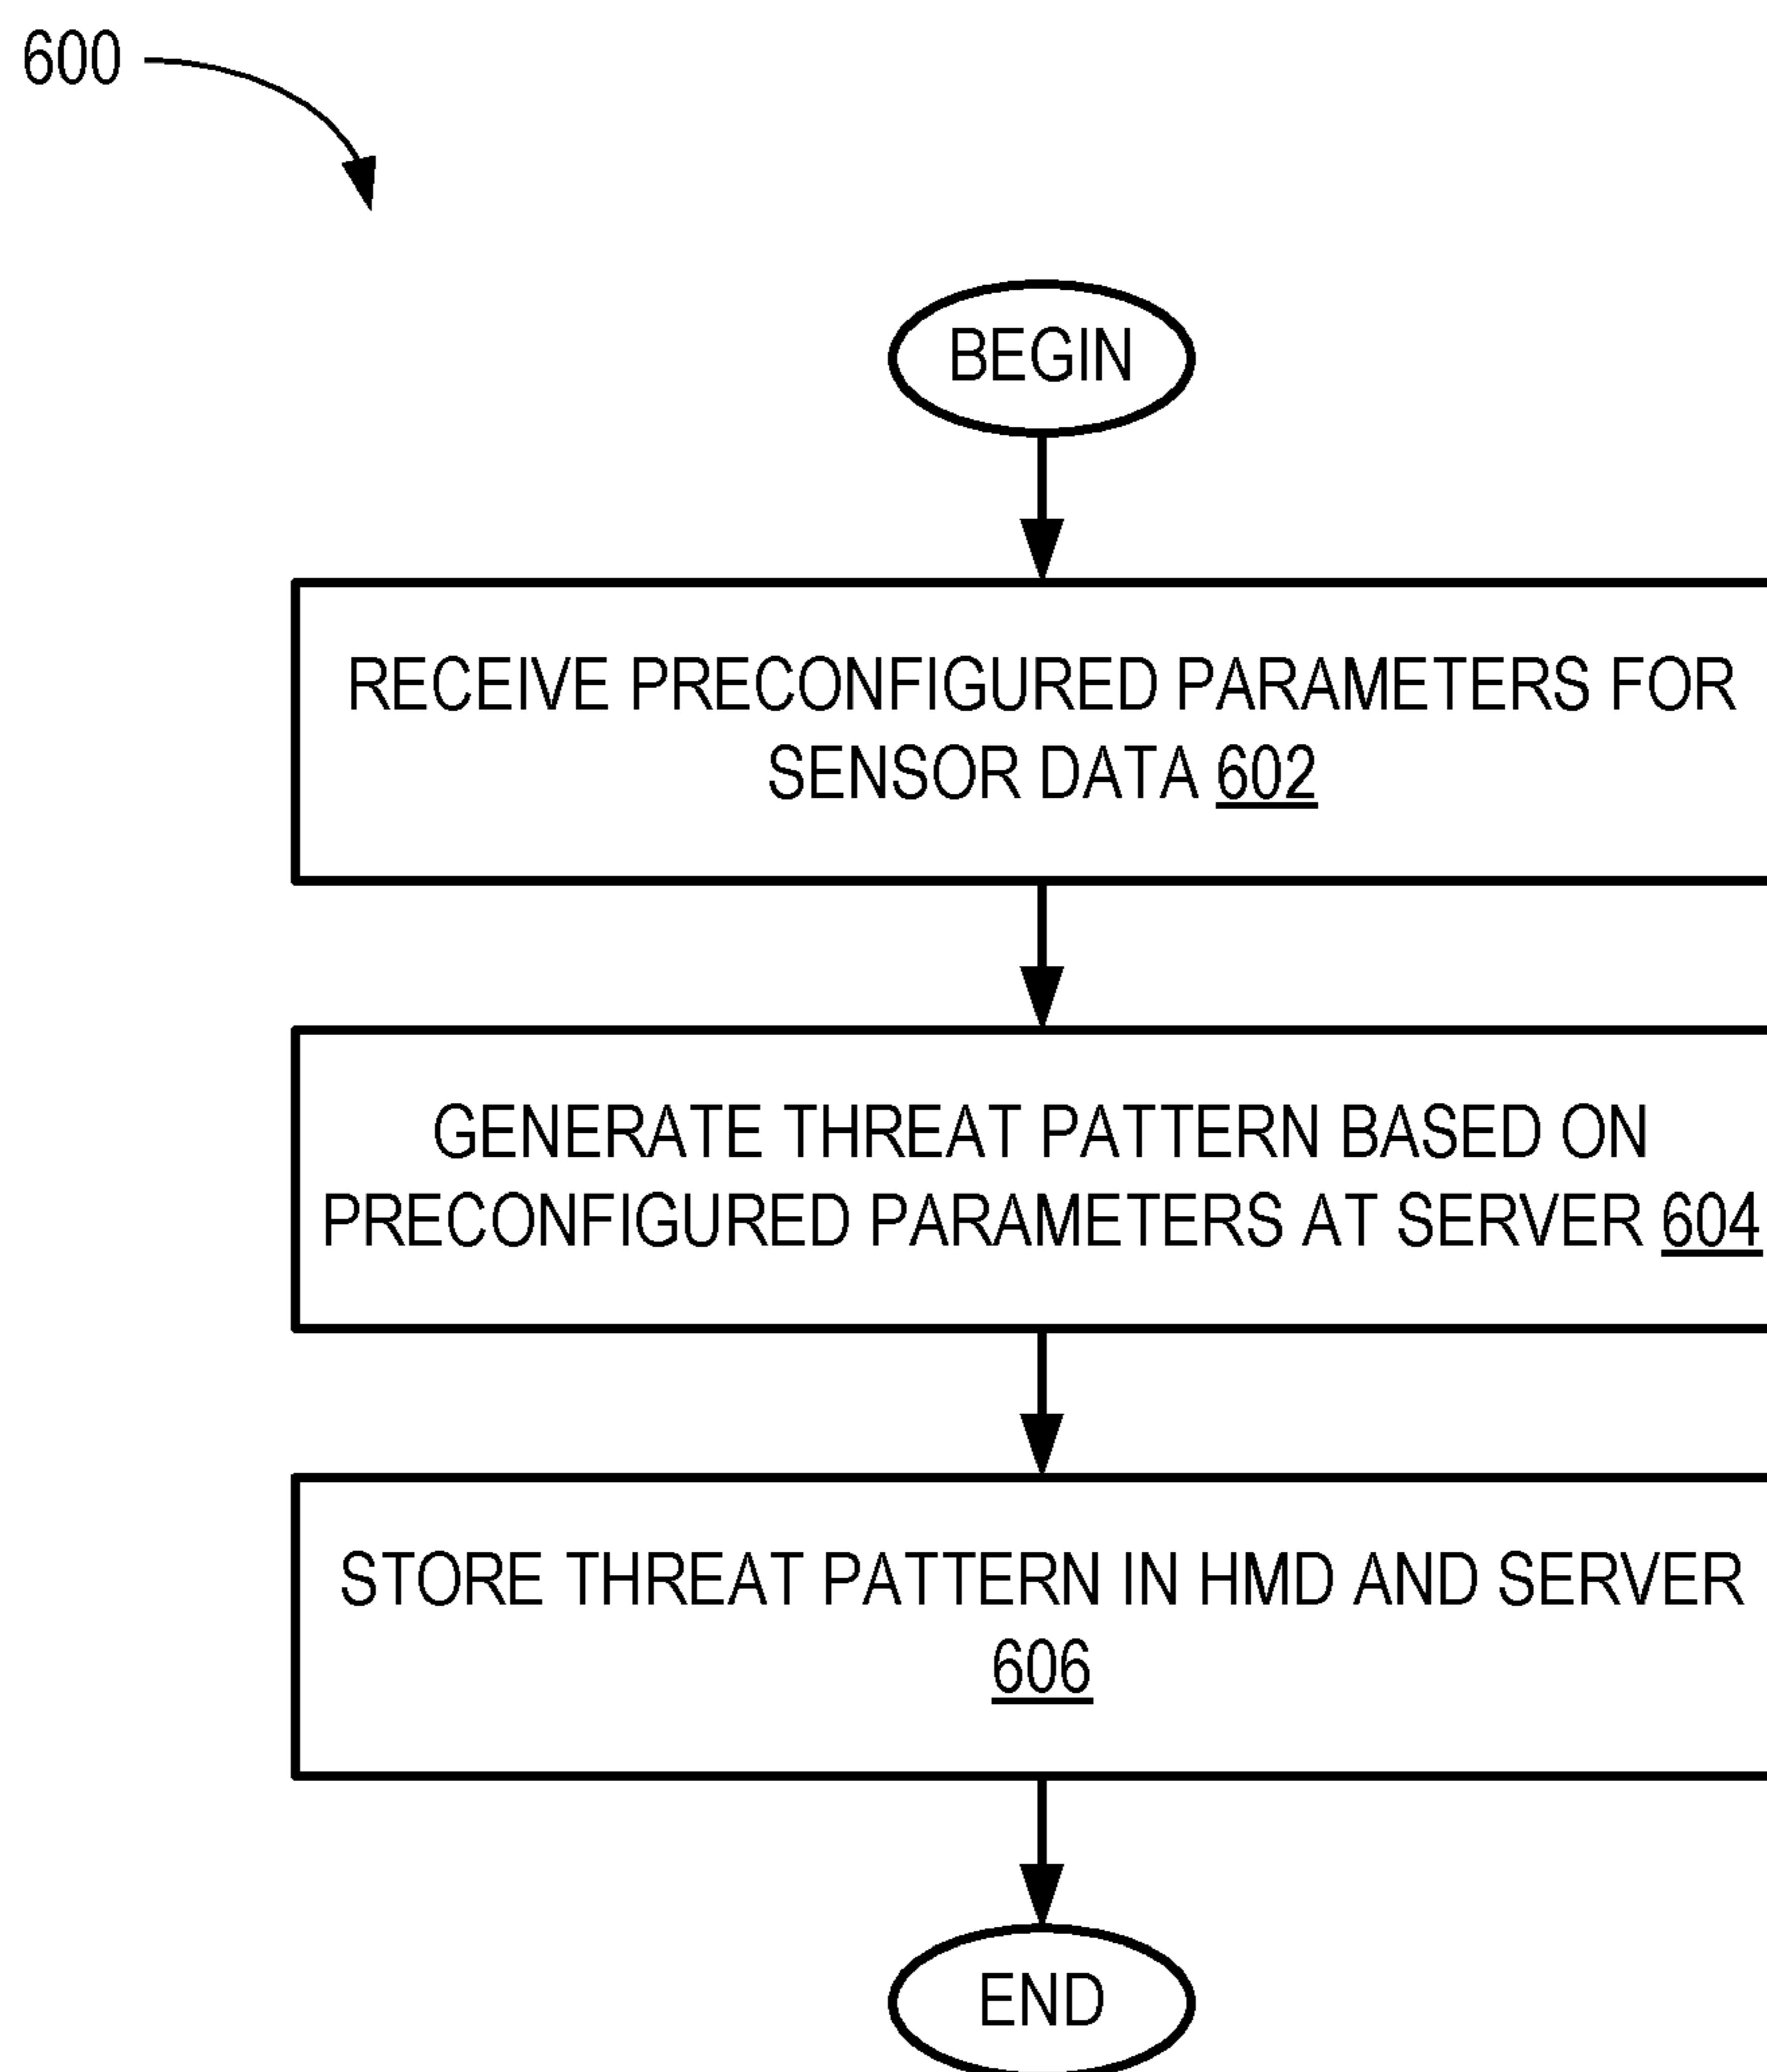 600
BEGIN
RECEIVE PRECONFIGURED PARAMETERS FOR
SENSOR DATA 602
GENERATE THREAT PATTERN BASED ON
PRECONFIGURED PARAMETERS AT SERVER 604
STORE THREAT PATTERN IN HMD AND SERVER
606
END